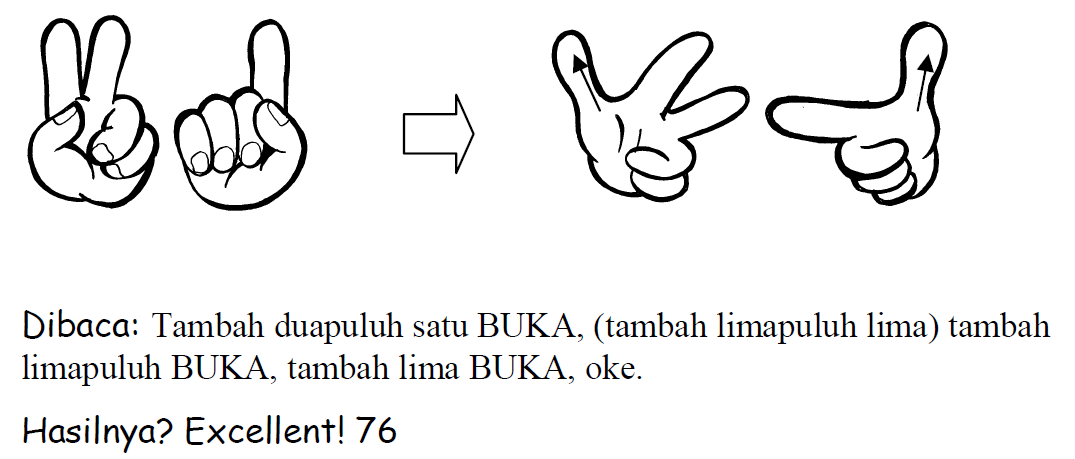 Dibaca: Tambah duapuluh satu BUKA, (tambah limapuluh lima) tambah
limapuluh BUKA, tambah lima BUKA, oke.
Hasilnya? Excellent! 76